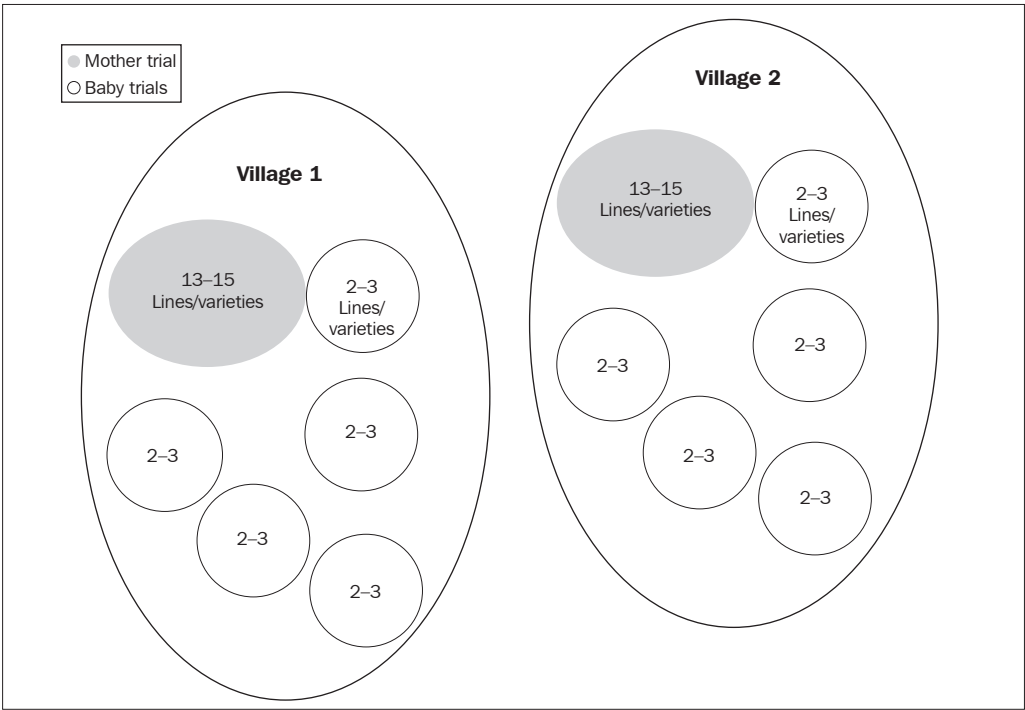 Mother trial
Baby trials
Village 1
13–15
Lines/varieties
2–3
Lines/
varieties
2–3
2–3
2–3
2–3
Village 2
13–15
Lines/varieties
2–3
Lines/
varieties
2–3
2–3
2–3
2–3